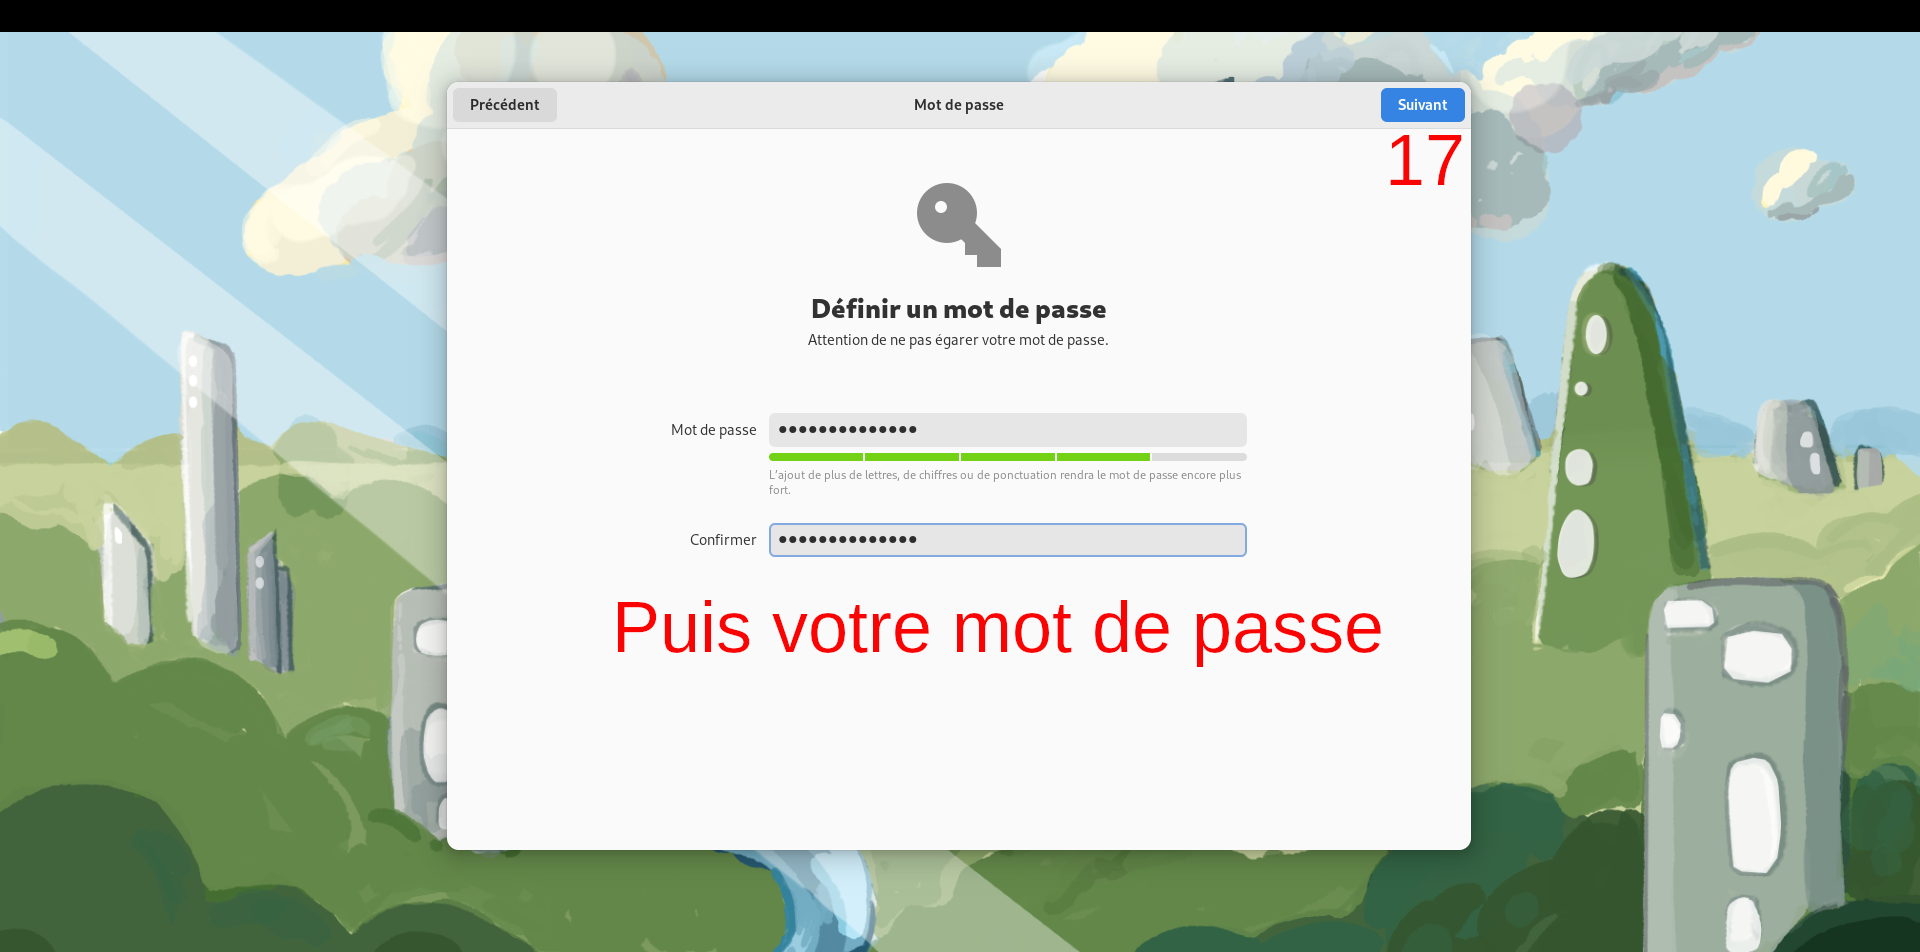 Précédent
Mot de passe
Suivant
17
Définir un mot de passe
Attention de ne pas égarer votre mot de passe.
Mot de passe
●●●●●●●●●●●●●●
L'ajout de plus de lettres, de chiffres ou de ponctuation rendra le mot de passe encore plus
fort.
Confirmer
●●●●●●●●●●●●●●
Puis votre mot de passe